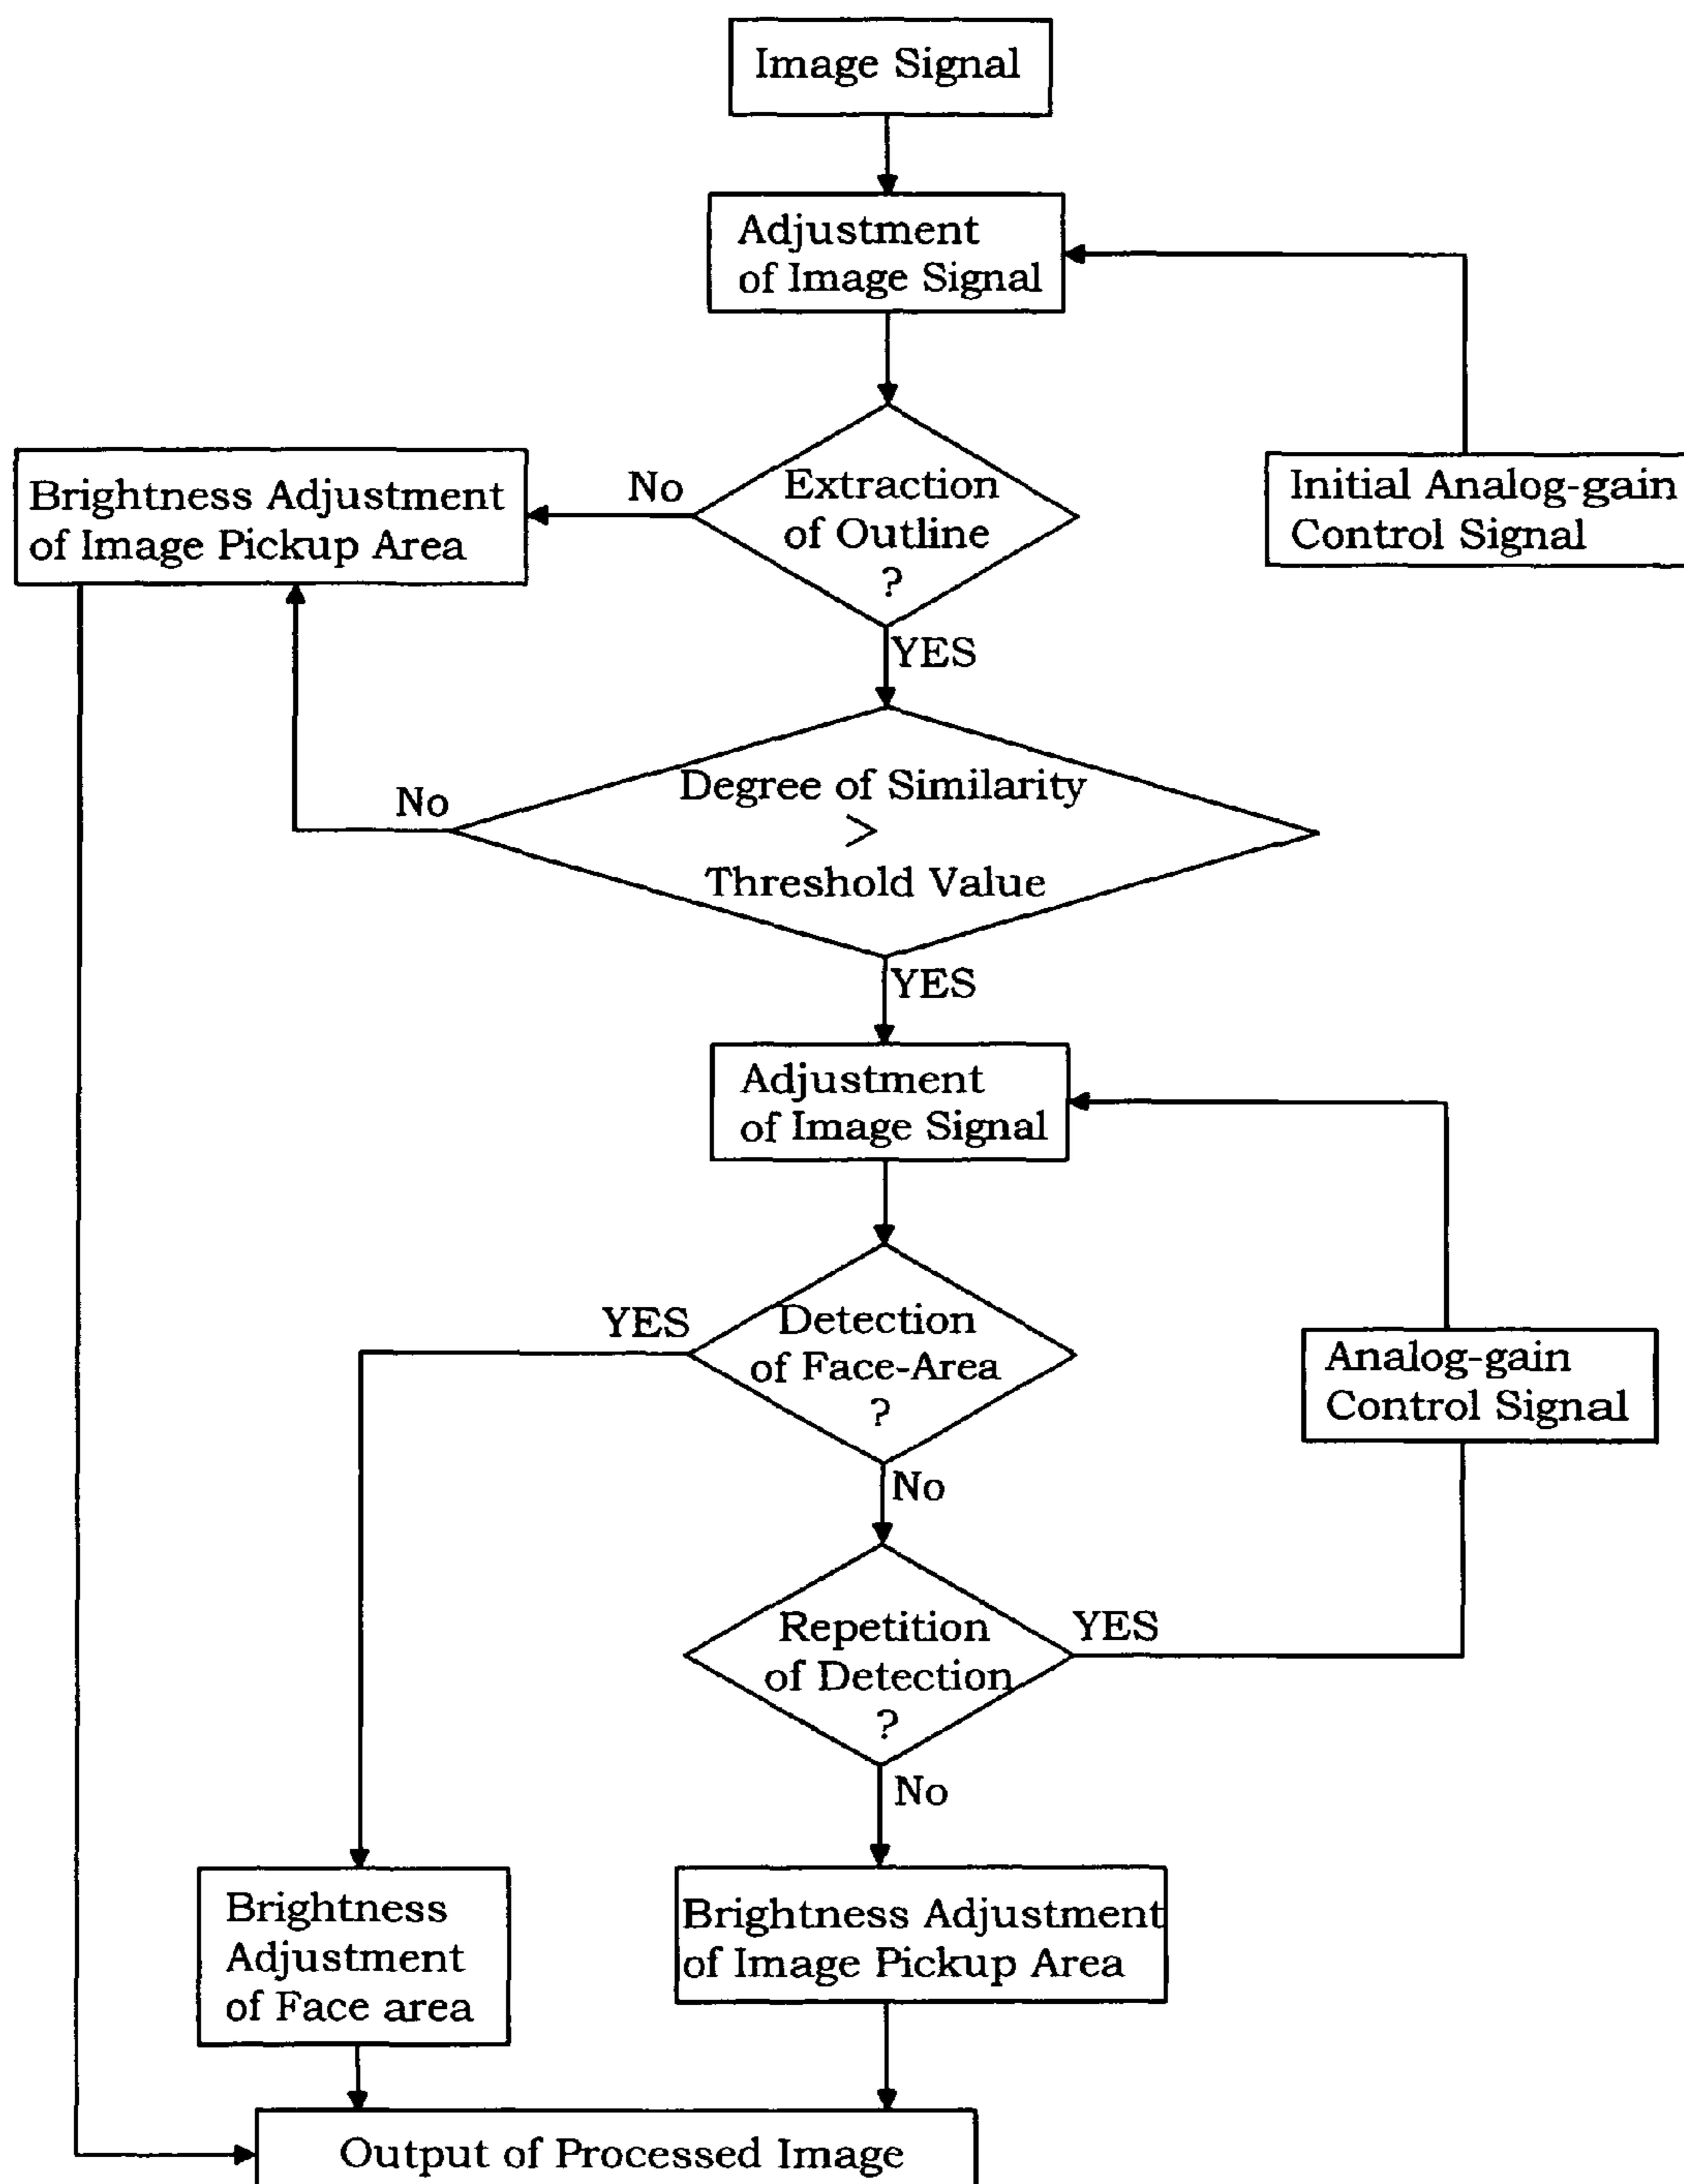 Image Signal
Adjustment
of Image Signal
Initial Analog-gain
Control Signal
Brightness Adjustment
of Image Pickup Area
No
Extraction
of Outline
?
YES
No
Degree of Similarity
>
Threshold Value
YES
Adjustment
of Image Signal
YES
Detection
of Face-Area
?
Analog-gain
Control Signal
No
Repetition
of Detection
?
YES
No
Brightness
Adjustment
of Face area
Brightness Adjustment
of Image Pickup Area
Output of Processed Image